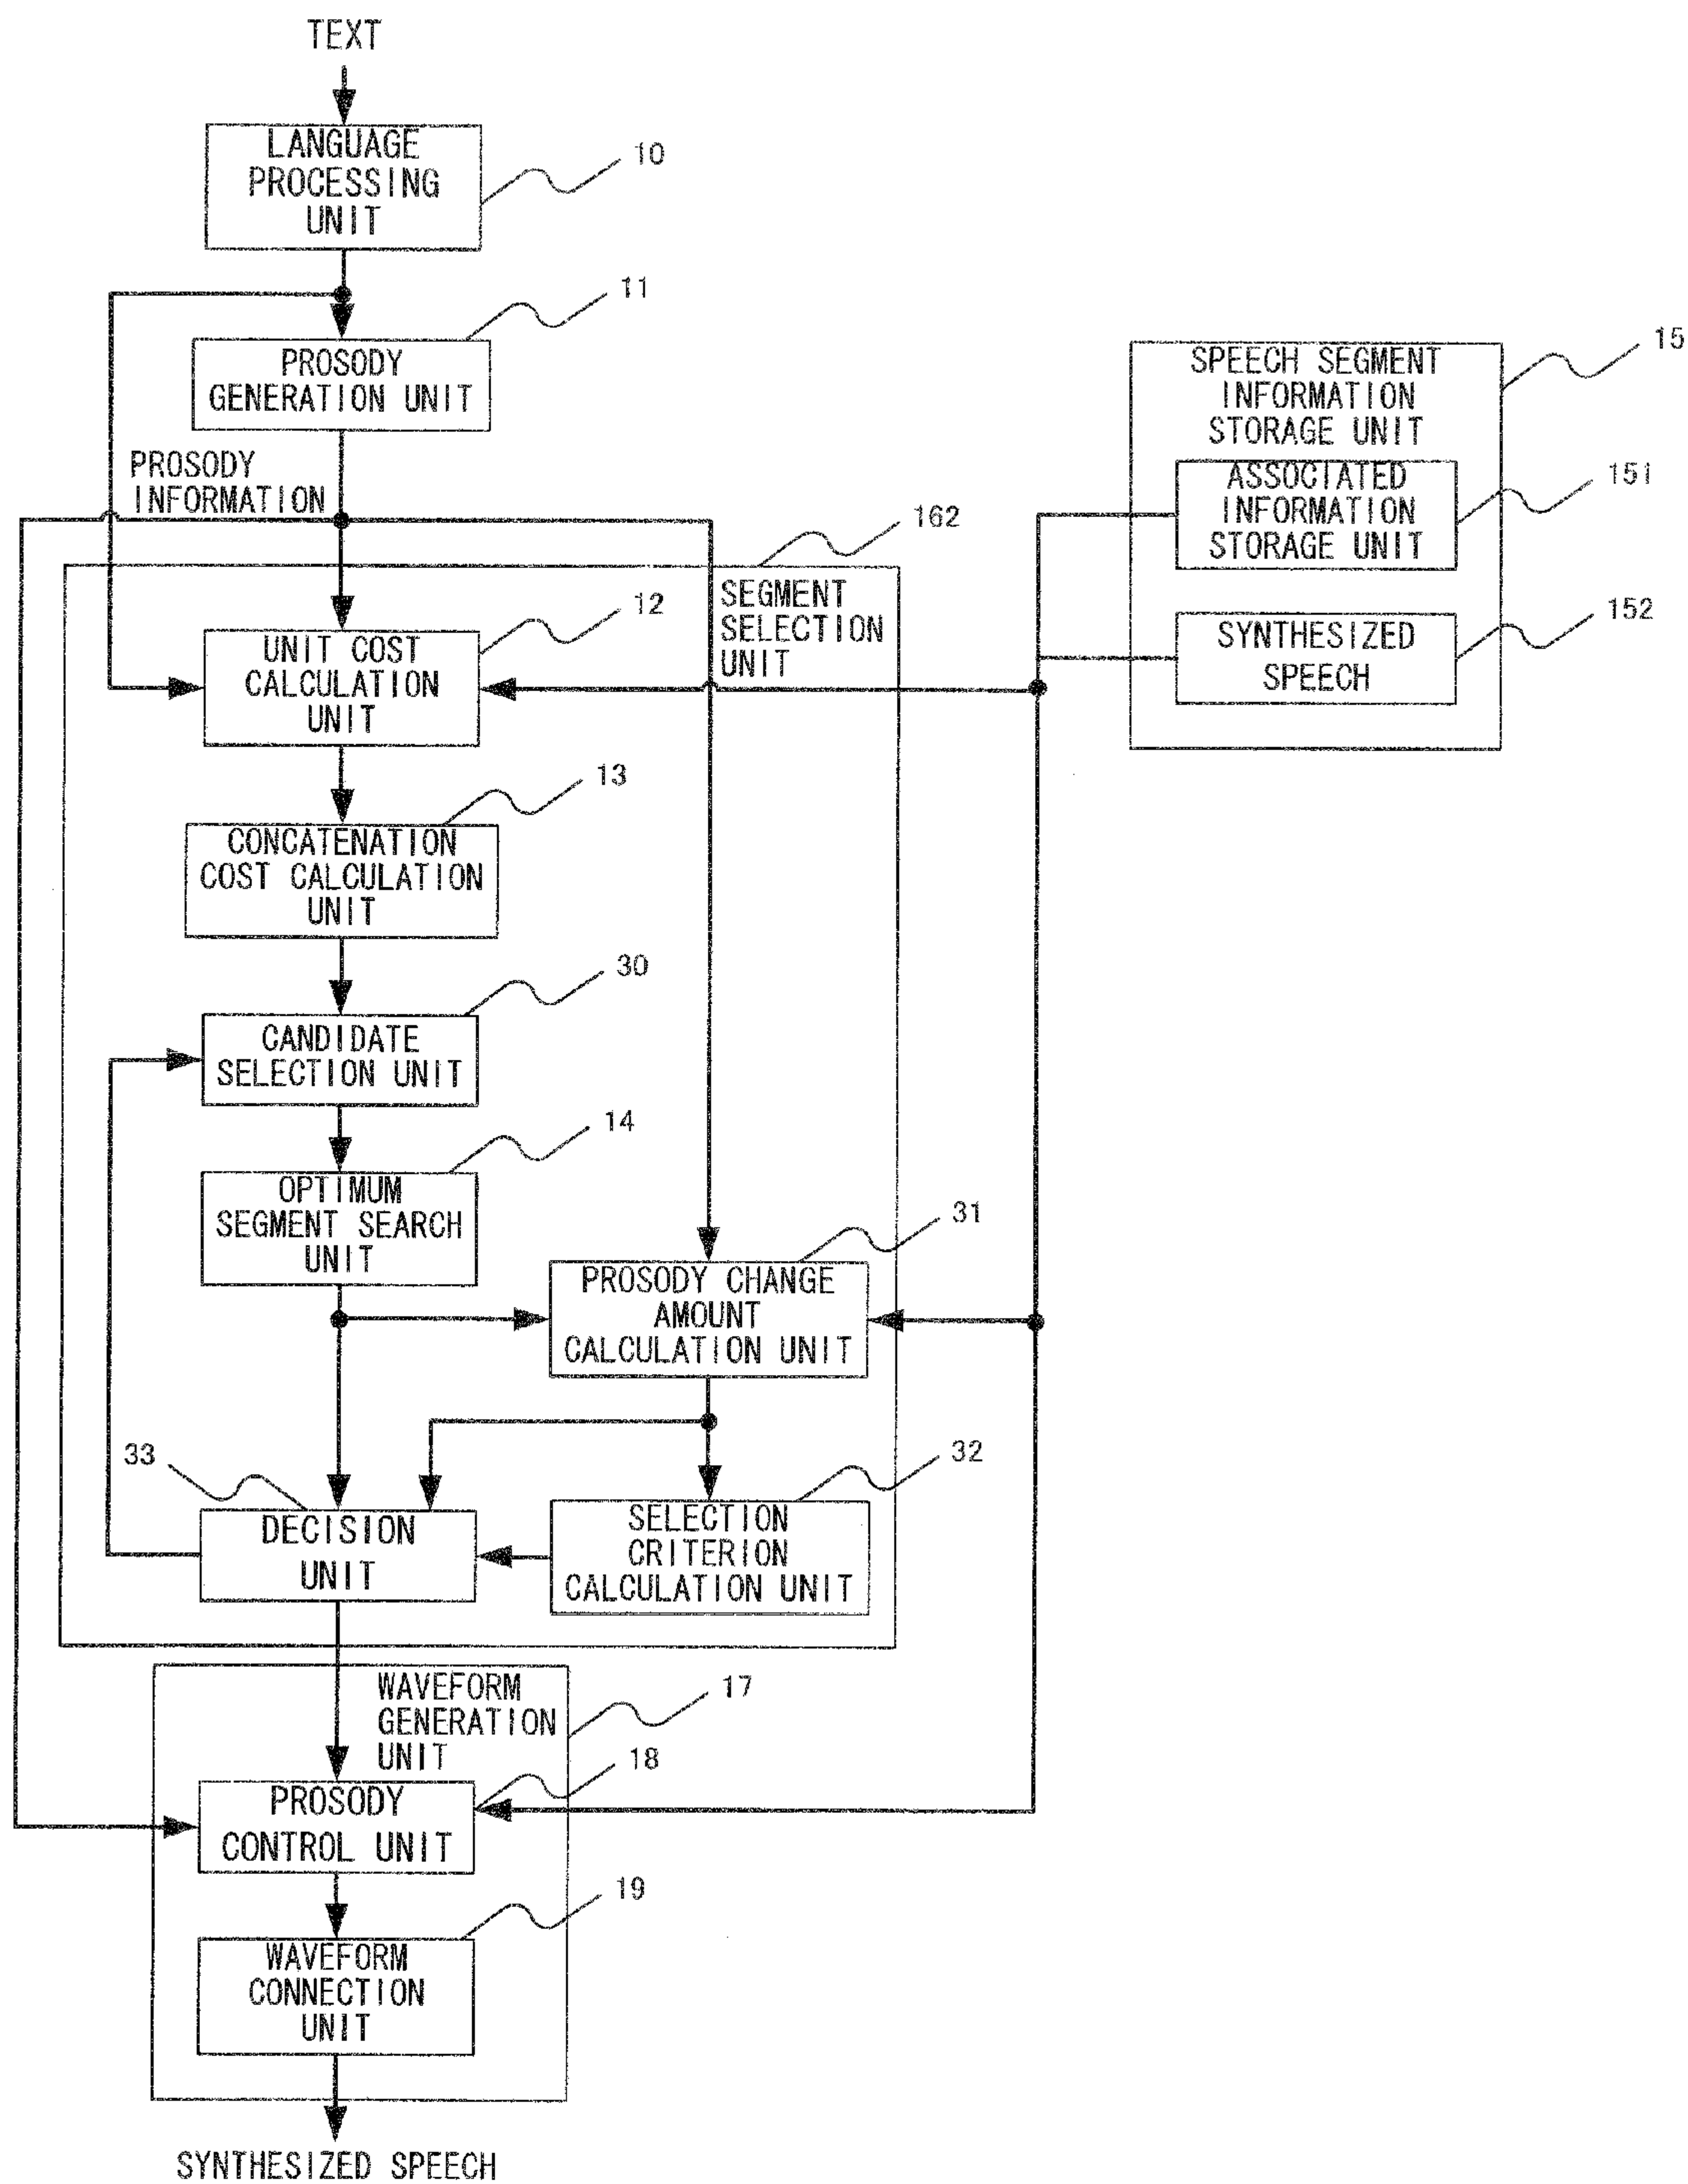 TEXT
LANGUAGE
PROCESSING
UNIT
10
11
PROSODY
GENERATION UNIT
PROSODY
INFORMATION
15
SPEECH SEGMENT
INFORMATION
STORAGE UNIT
151
ASSOCIATED
INFORMATION
STORAGE UNIT
152
SYNTHESIZED
SPEECH
162
SEGMENT
SELECTION
UNIT
12
UNIT COST
CALCULATION
UNIT
13
CONCATENATION
COST CALCULATION
UNIT
30
CANDIDATE
SELECTION UNIT
14
OPTIMUM
SEGMENT SEARCH
UNIT
31
PROSODY CHANGE
AMOUNT
CALCULATION UNIT
33
DECISION
UNIT
32
SELECTION
CRITERION
CALCULATION UNIT
17
WAVEFORM
GENERATION
UNIT
18
PROSODY
CONTROL UNIT
19
WAVEFORM
CONNECTION
UNIT
SYNTHESIZED SPEECH